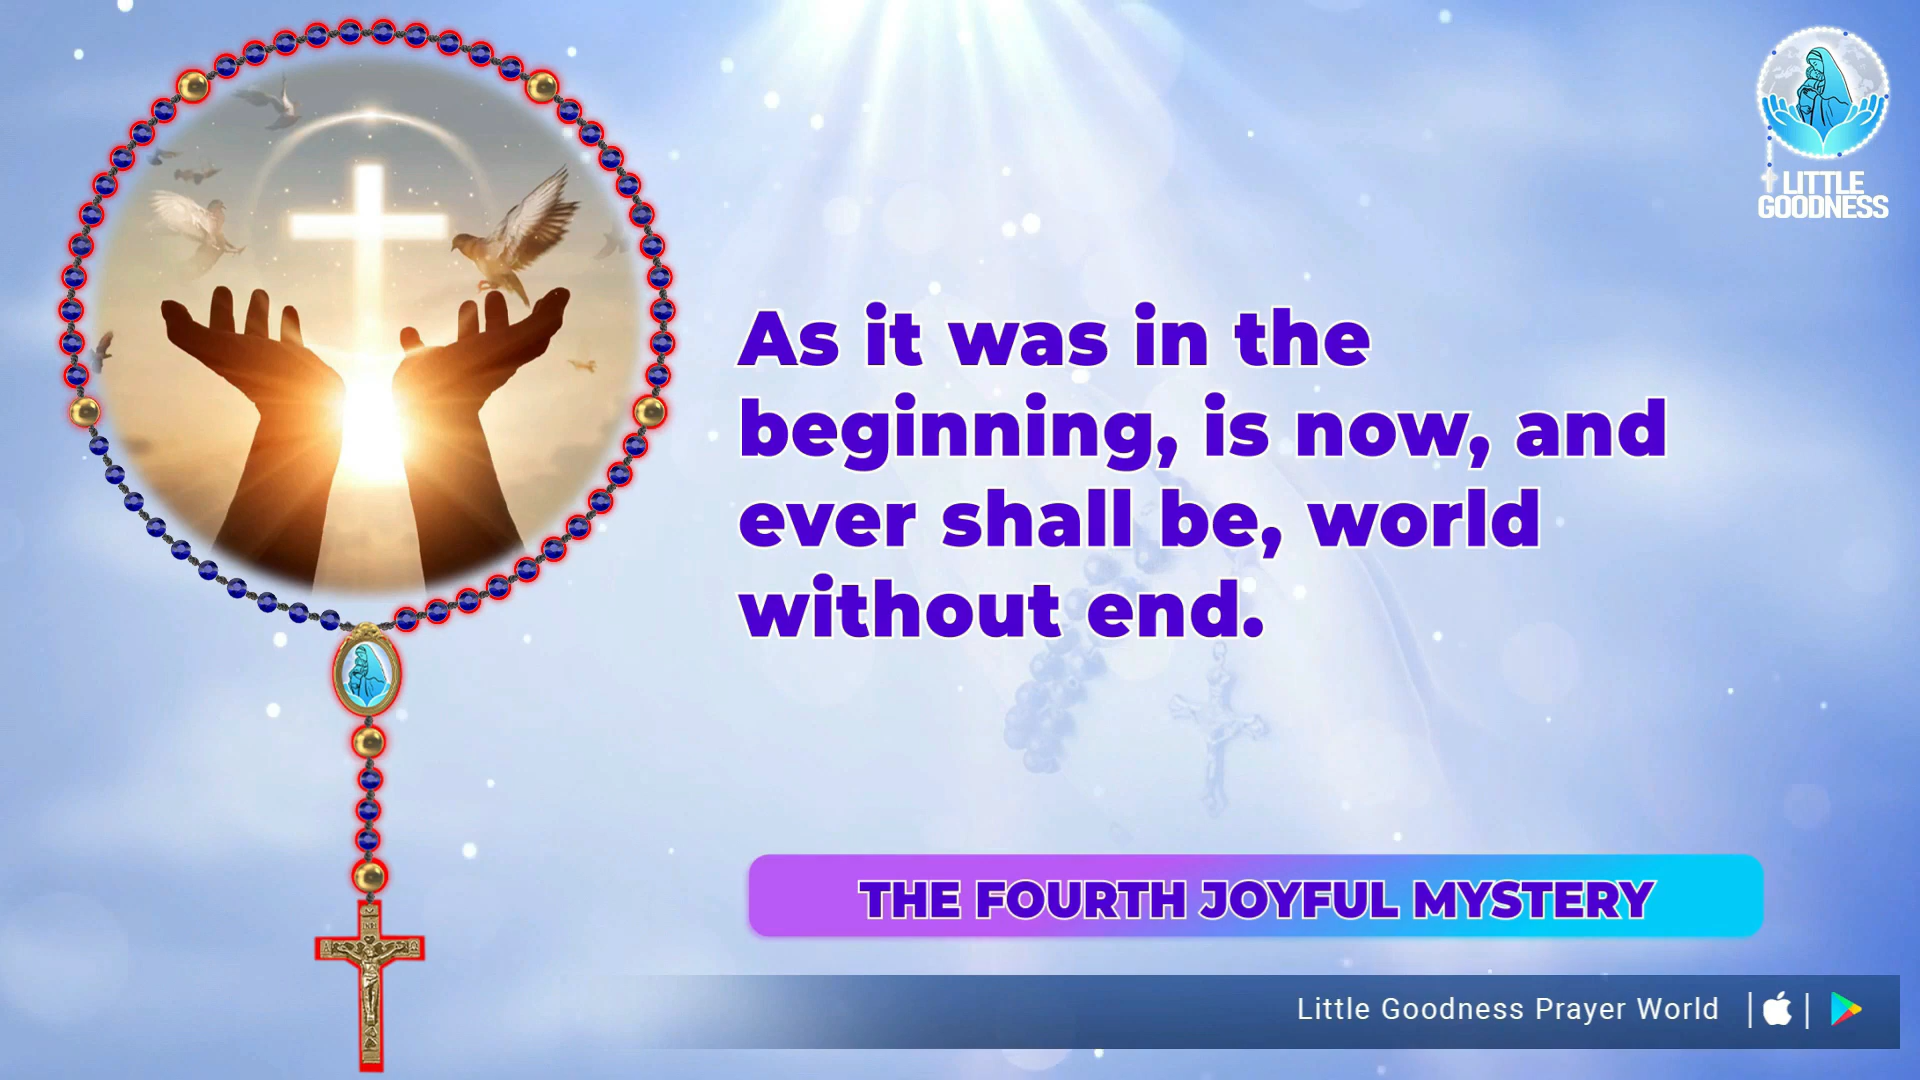 LITTLE
GOODNESS
As it was in the
beginning, is now, and
ever shall be, world
without end.
THE FOURTH JOYFUL MYSTERY
Little Goodness Prayer World